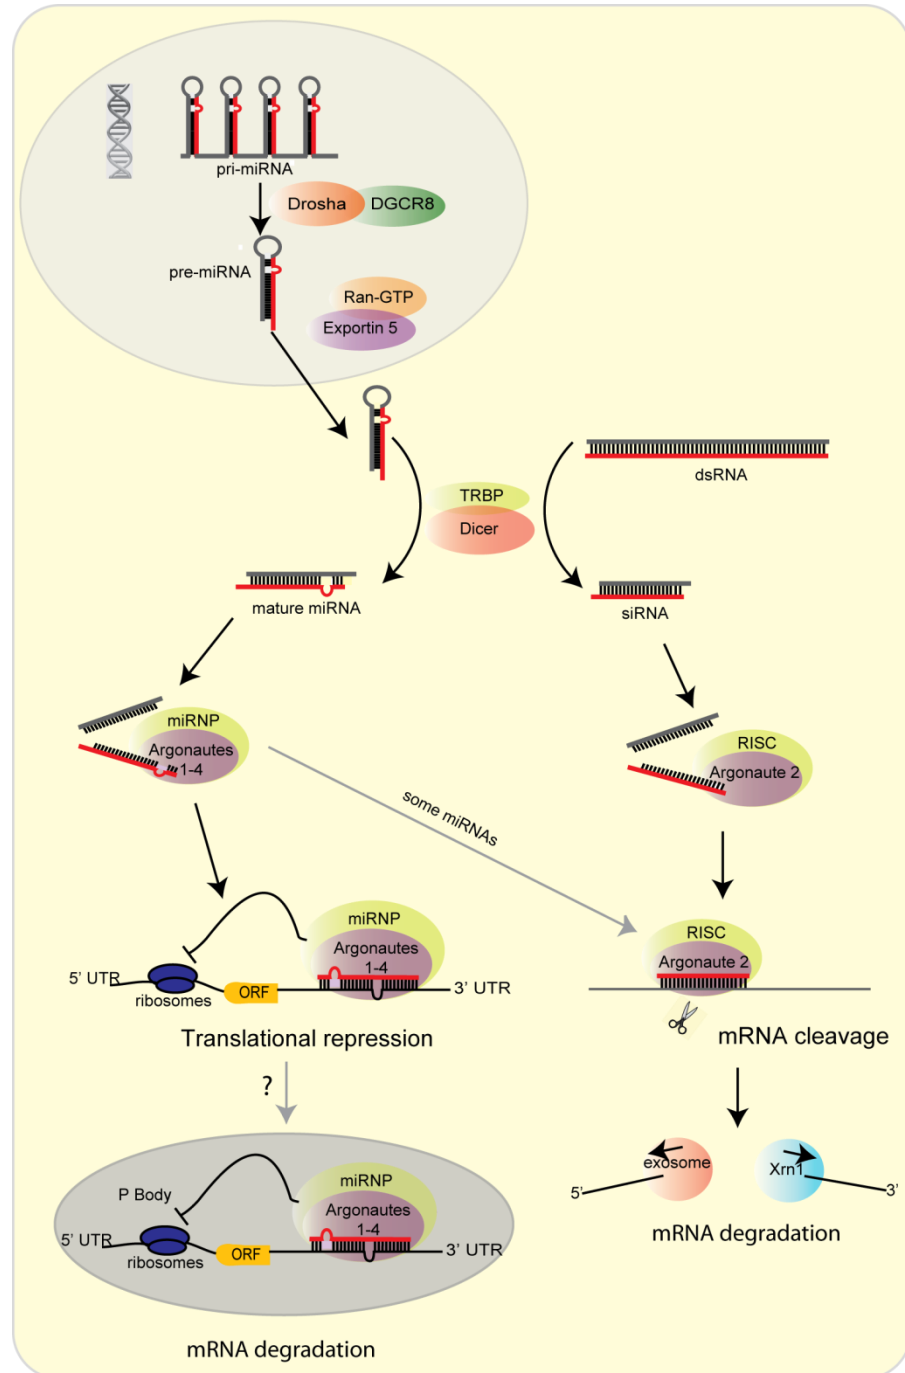 pri-miRNA
Drosha
DGCR8
pre-miRNA
Ran-GTP
Exportin 5
dsRNA
TRBP
Dicer
mature miRNA
siRNA
miRNP
Argonautes
1-4
RISC
Argonaute 2
some miRNAs
miRNP
Argonautes
1-4
5' UTR
ribosomes
ORF
3' UTR
RISC
Argonaute 2
Translational repression
mRNA cleavage
?
P Body
miRNP
Argonautes
1-4
5' UTR
ribosomes
ORF
3' UTR
exosome
5'
Xrn1
3'
mRNA degradation
mRNA degradation